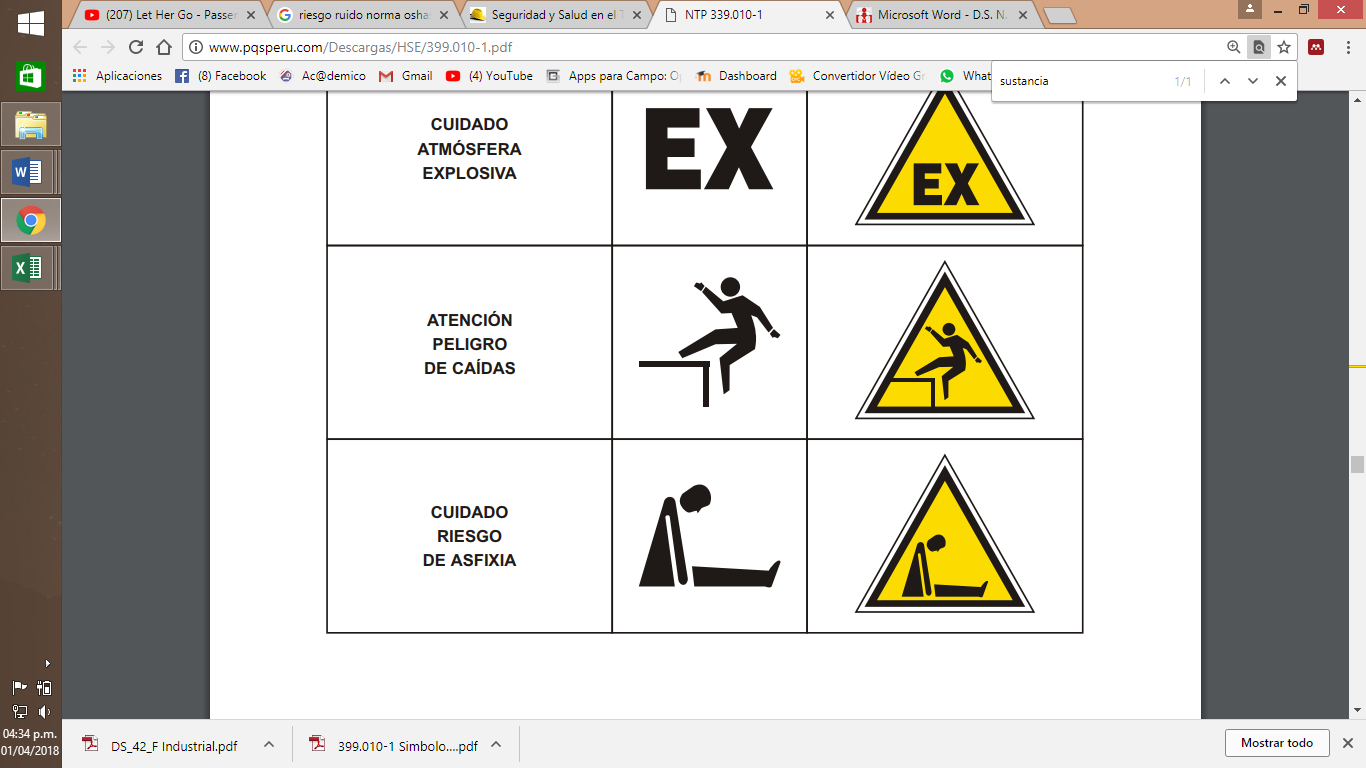 (207) Let Her Go - Passen
riesgo ruido norma osha
Seguridad y Salud en el T
NTP 339.010-1
Microsoft Word - D.S. N.
www.pqsperu.com/Descargas/HSE/399.010-1.pdf
Aplicaciones
(8) Facebook
Ac@demico
Gmail
(4) YouTube
Apps para Campo: O
Dashboard
Convertidor Vídeo Gr
What
sustancia
1/1
CUIDADO
ATMÓSFERA
EXPLOSIVA
EX
EX
ATENCIÓN
PELIGRO
DE CAÍDAS
CUIDADO
RIESGO
DE ASFIXIA
04:34 p.m.
01/04/2018
DS_42_F Industrial.pdf
399.010-1 Simbolo....pdf
Mostrar todo